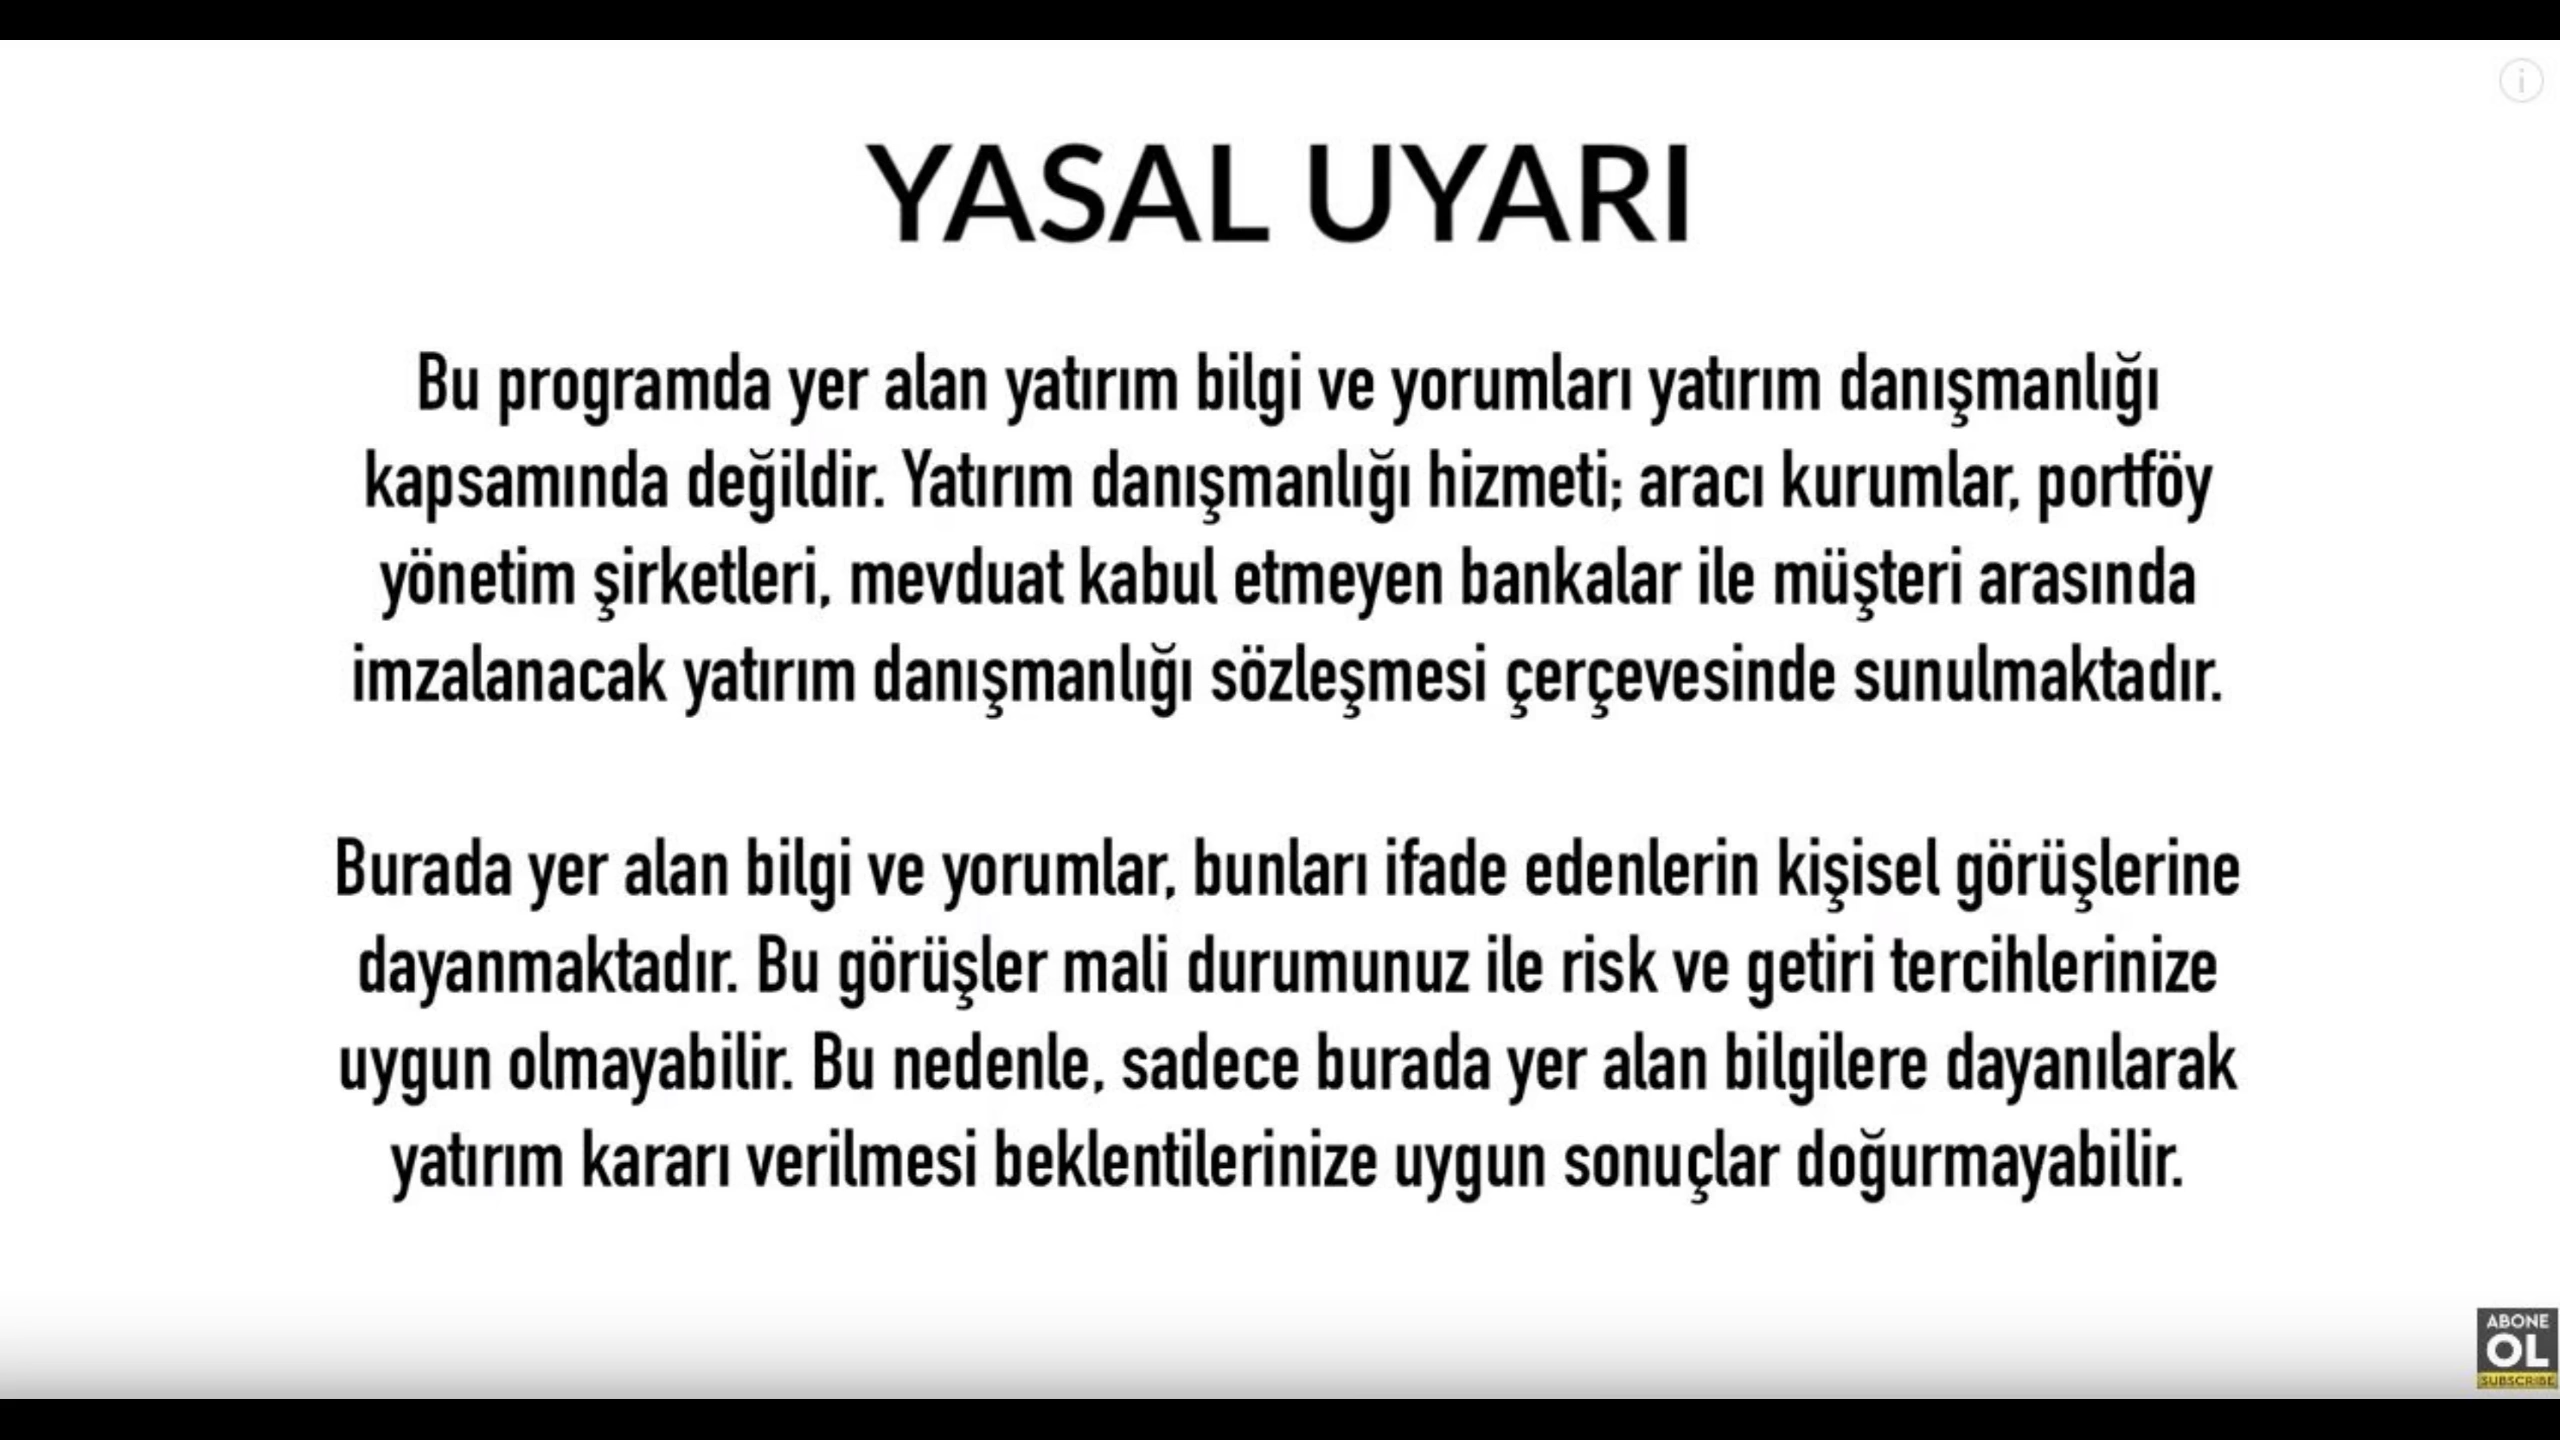 YASAL UYARI
Bu programda yer alan yatırım bilgi ve yorumları yatırım danışmanlığı
kapsamında değildir. Yatırım danışmanlığı hizmeti; aracı kurumlar, portföy
yönetim şirketleri, mevduat kabul etmeyen bankalar ile müşteri arasında
imzalanacak yatırım danışmanlığı sözleşmesi çerçevesinde sunulmaktadır.
Burada yer alan bilgi ve yorumlar, bunları ifade edenlerin kişisel görüşlerine
dayanmaktadır. Bu görüşler mali durumunuz ile risk ve getiri tercihlerinize
uygun olmayabilir. Bu nedenle, sadece burada yer alan bilgilere dayanılarak
yatırım kararı verilmesi beklentilerinize uygun sonuçlar doğurmayabilir.
ABONE
OL
SUBSCRIBE